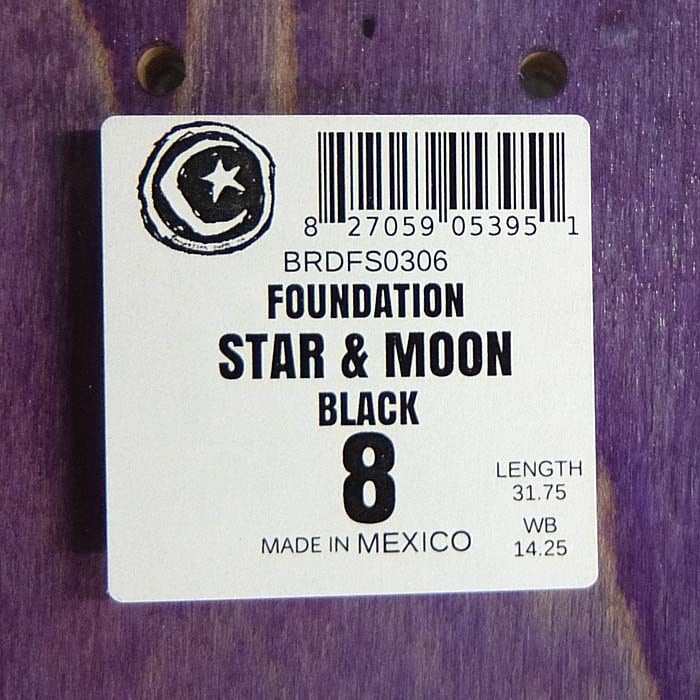 8 27059 05395 1
BRDFS0306
FOUNDATION
STAR & MOON
BLACK
8
LENGTH
31.75
WB
14.25
MADE IN MEXICO